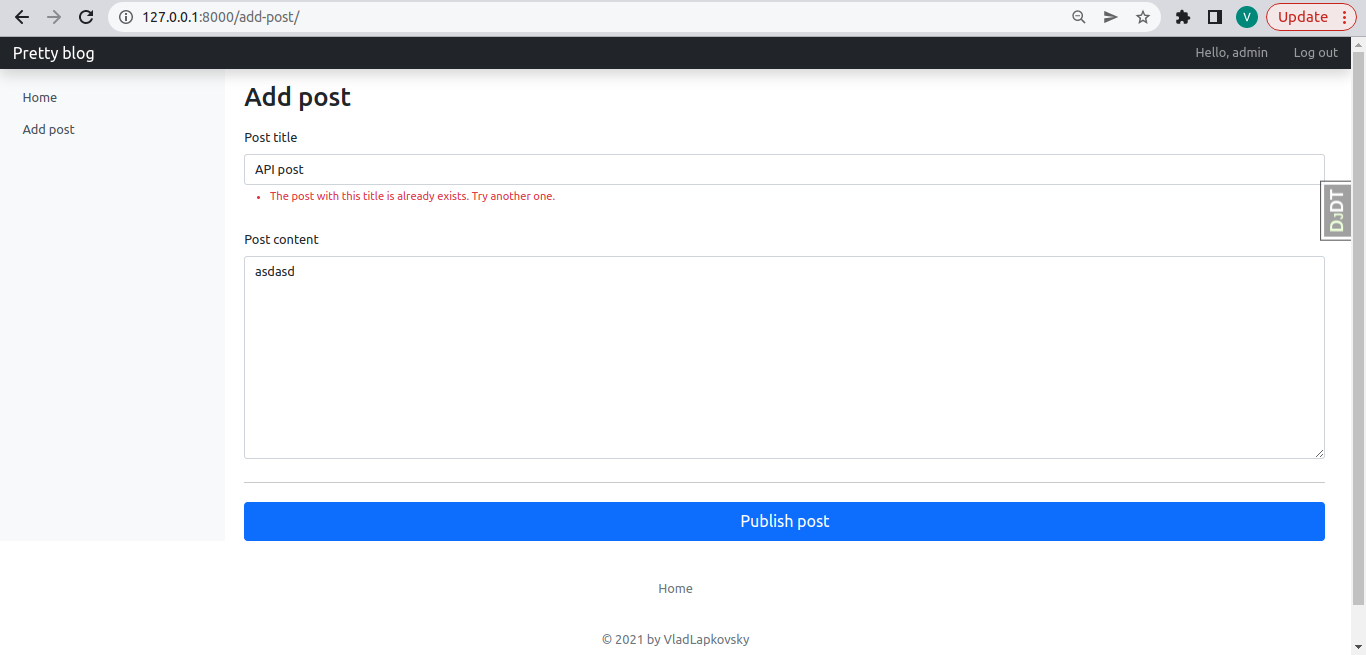 127.0.0.1:8000/add-post/
V
Update
Pretty blog
Hello, admin
Log out
Home
Add post
Add post
Post title
API post
The post with this title is already exists. Try another one.
DJDT
Post content
asdasd
Publish post
Home
© 2021 by VladLapkovsky